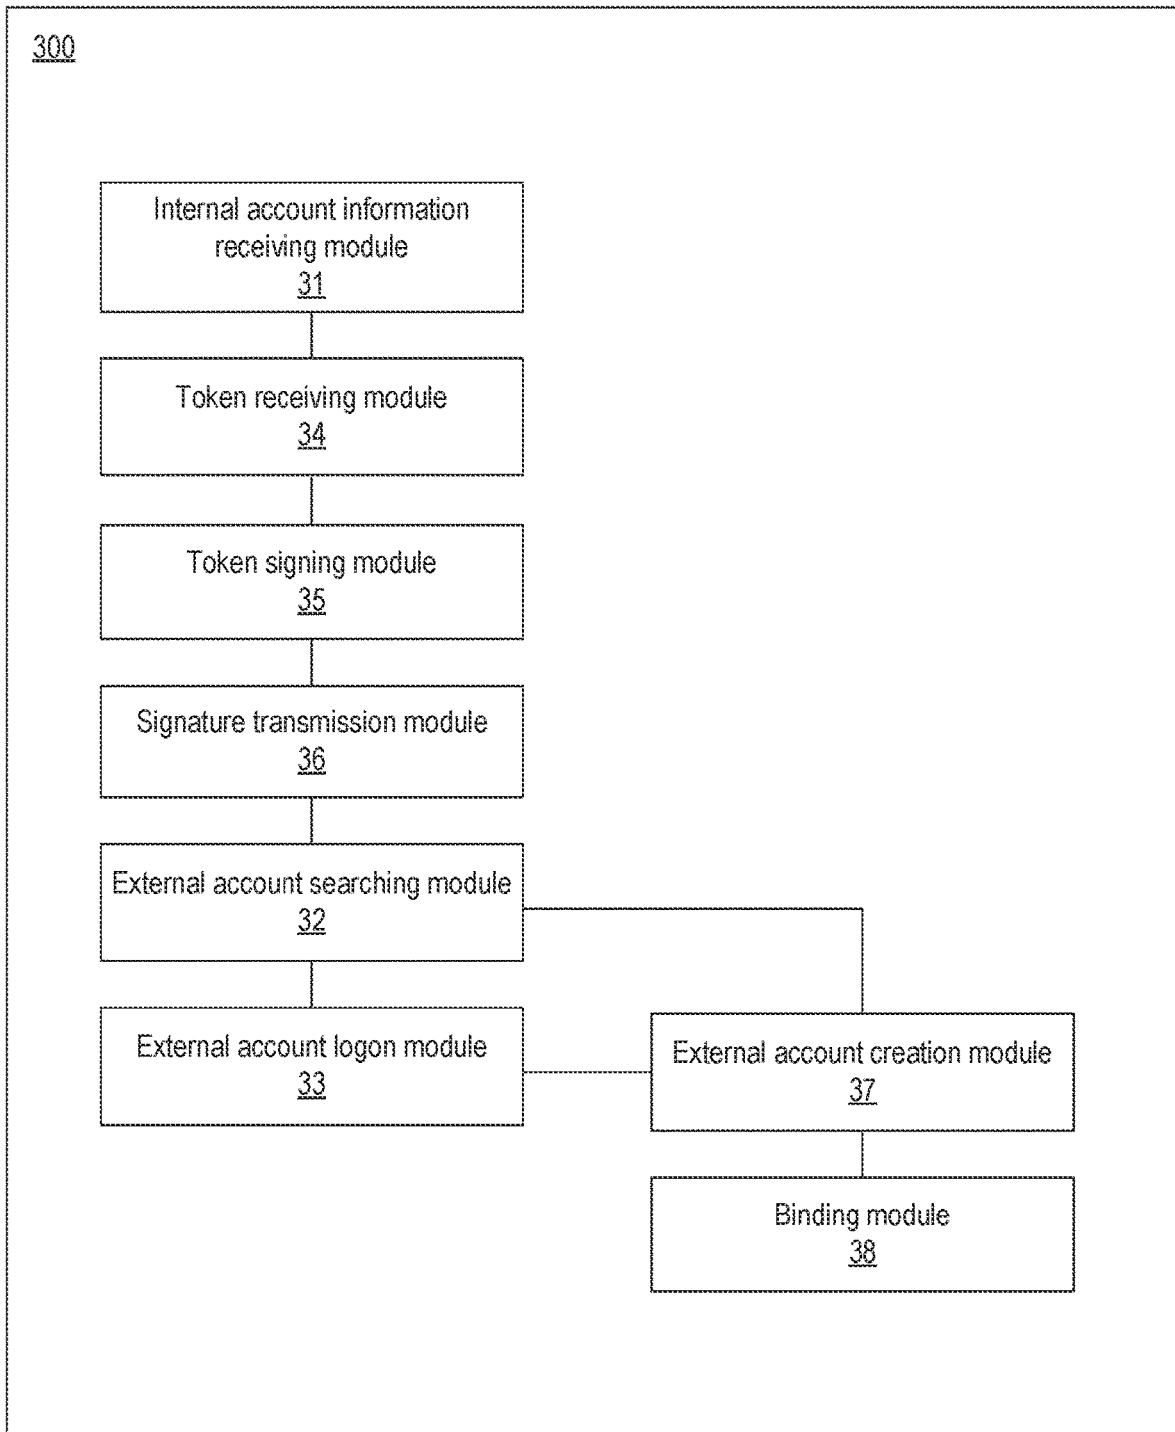 300
Internal account information
receiving module
31
Token receiving module
34
Token signing module
35
Signature transmission module
36
External account searching module
32
External account logon module
33
External account creation module
37
Binding module
38